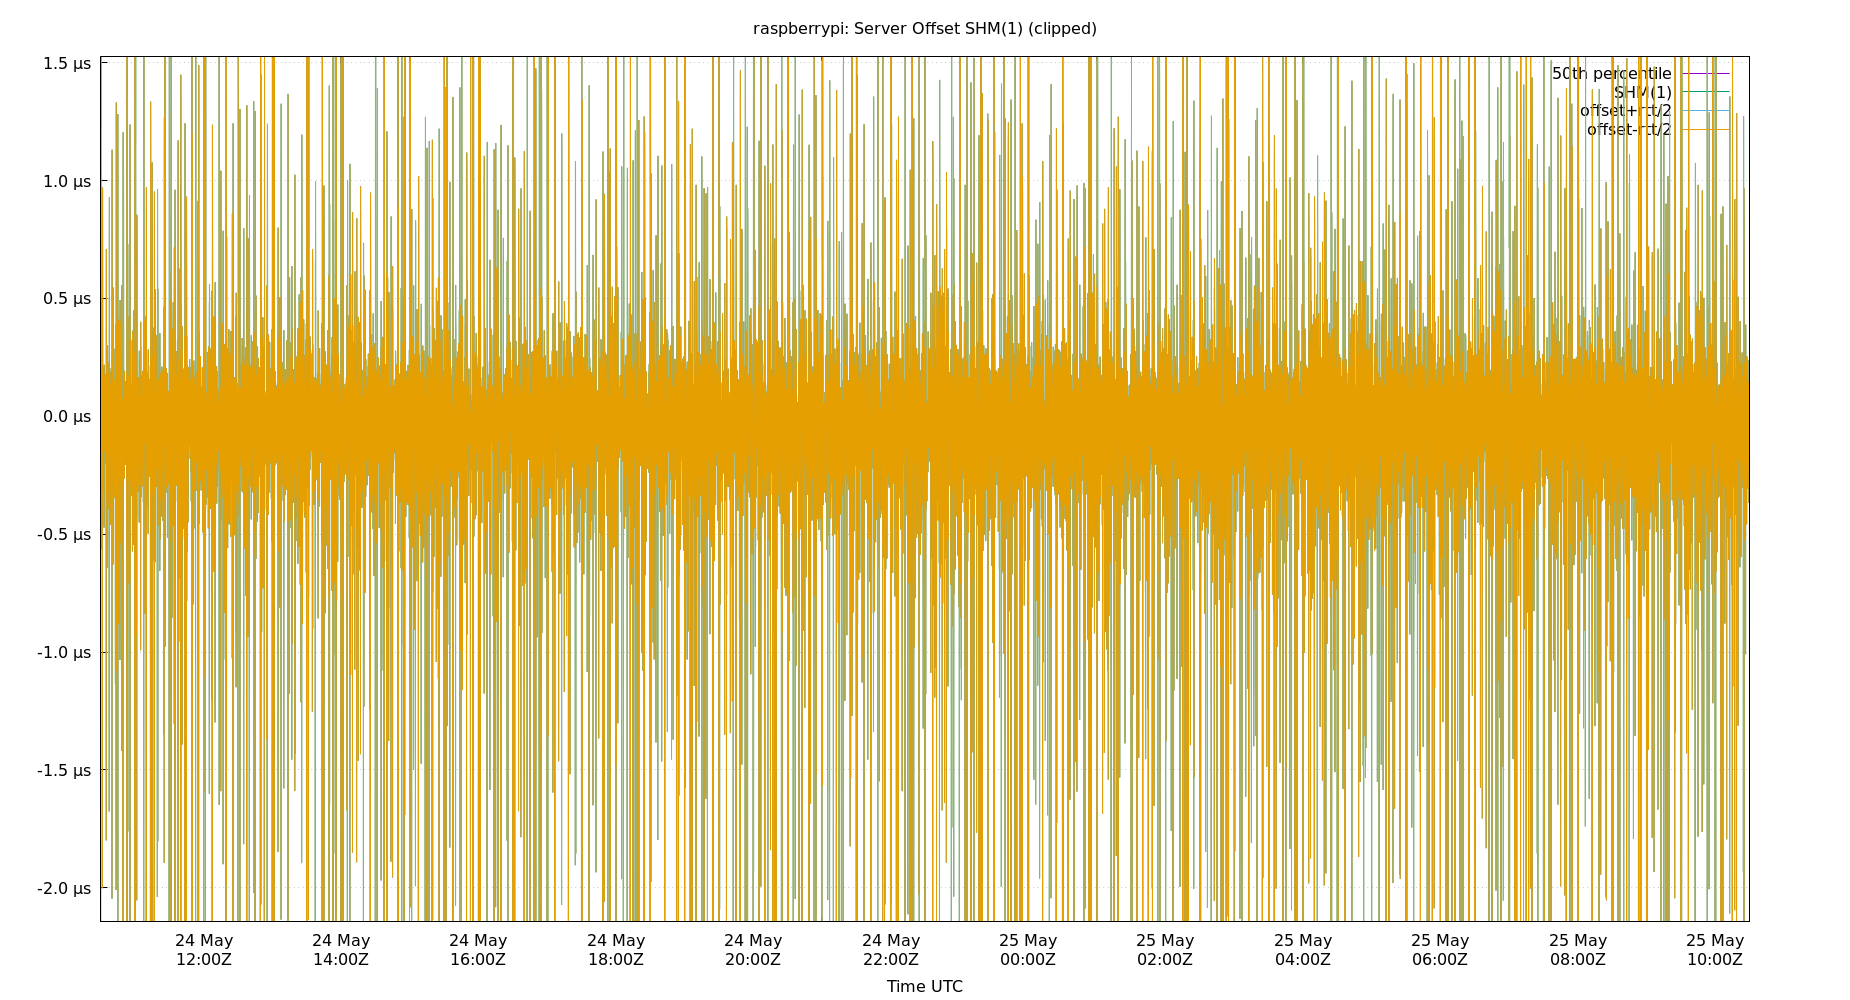 raspberrypi: Server Offset SHM(1) (clipped)
1.5 µs
1.0 µs
0.5 µs
0.0 µs
-0.5 µs
-1.0 µs
-1.5 µs
-2.0 µs
50th percentile
SHM(1)
offset+rtt/2
offset-rtt/2
24 May 24 May 24 May 24 May 24 May 24 May 25 May 25 May 25 May 25 May 25 May 25 May
12:00Z 14:00Z 16:00Z 18:00Z 20:00Z 22:00Z 00:00Z 02:00Z 04:00Z 06:00Z 08:00Z 10:00Z
Time UTC